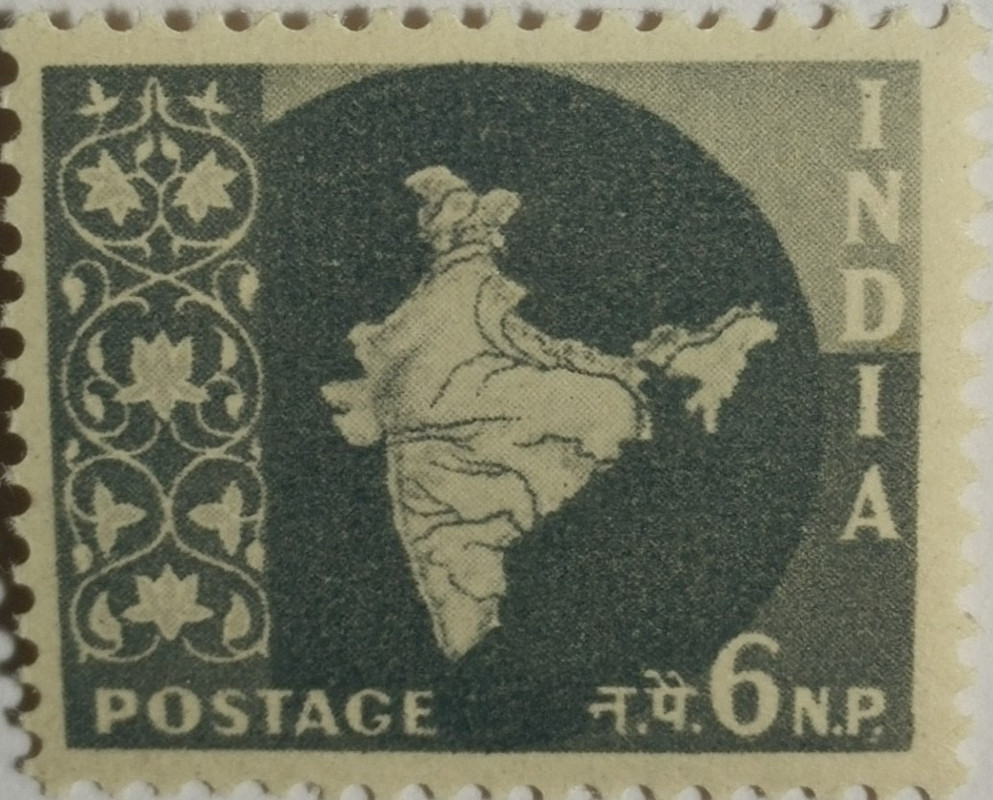 INDIA
POSTAGE न.पै. 6 N.P.